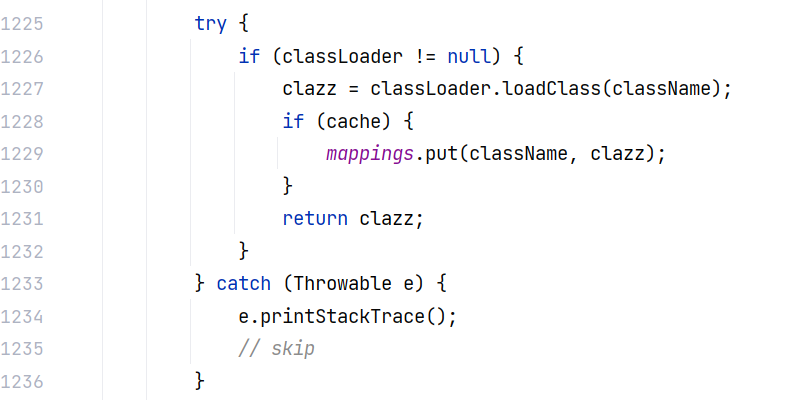 1225 try {
1226 if (classLoader != null) {
1227 clazz = classLoader.loadClass(className);
1228 if (cache) {
1229 mappings.put(className, clazz);
1230 }
1231 return clazz;
1232 }
1233 } catch (Throwable e) {
1234 e.printStackTrace();
1235 // skip
1236 }